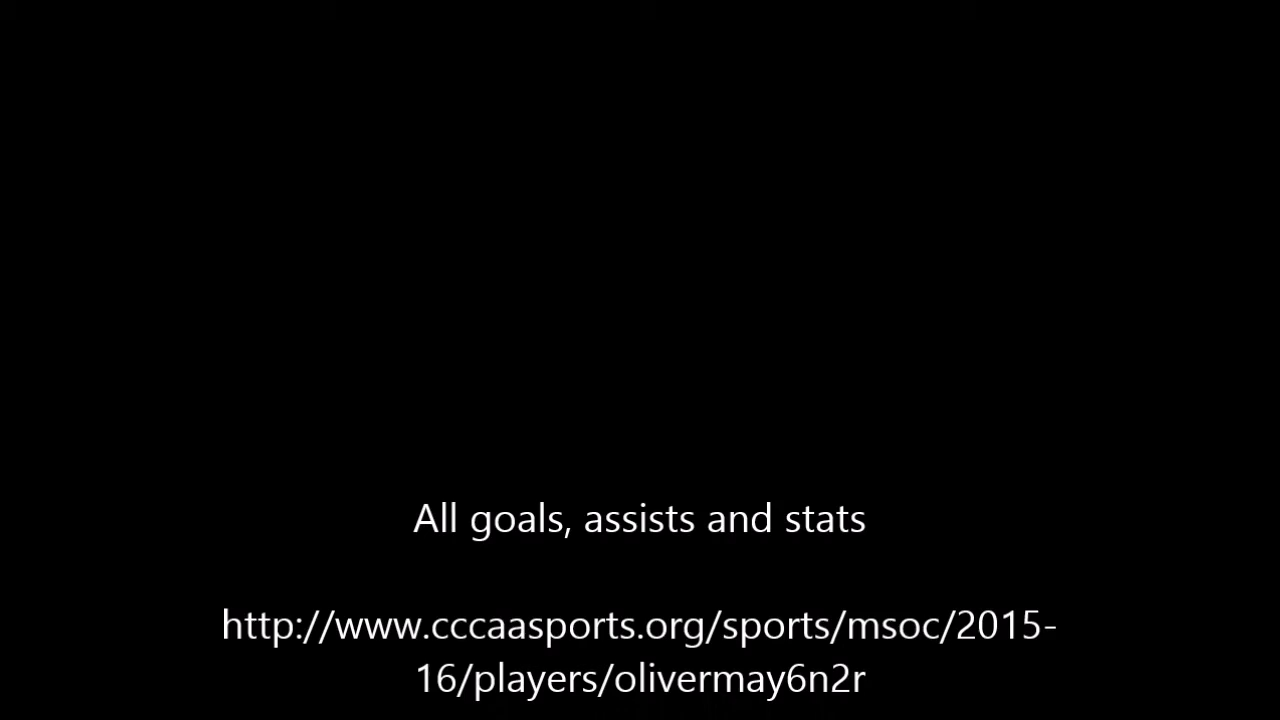 All goals, assists and stats
http://www.cccaasports.org/sports/msoc/2015-
16/players/olivermay6n2r